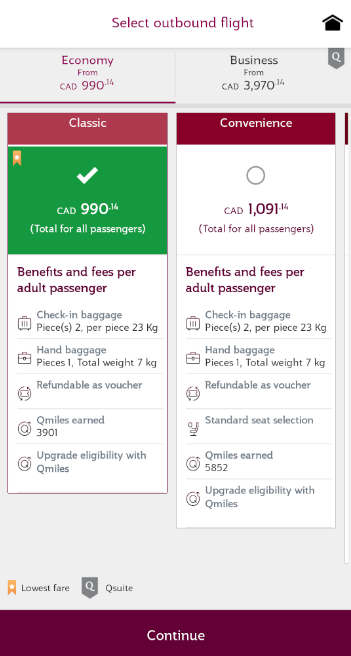 Select outbound flight
Economy
From
CAD 990.14
Business
From
CAD 3,970.14
Q
Classic
CAD 990.14
(Total for all passengers)
Benefits and fees per
adult passenger
Check-in baggage
Piece(s) 2, per piece 23 Kg
Hand baggage
Pieces 1, Total weight 7 kg
Refundable as voucher
Qmiles earned
3901
Upgrade eligibility with
Qmiles
Convenience
CAD 1,091.14
(Total for all passengers)
Benefits and fees per
adult passenger
Check-in baggage
Piece(s) 2, per piece 23 Kg
Hand baggage
Pieces 1, Total weight 7 kg
Refundable as voucher
Standard seat selection
Qmiles earned
5852
Upgrade eligibility with
Qmiles
Lowest fare
Q Qsuite
Continue